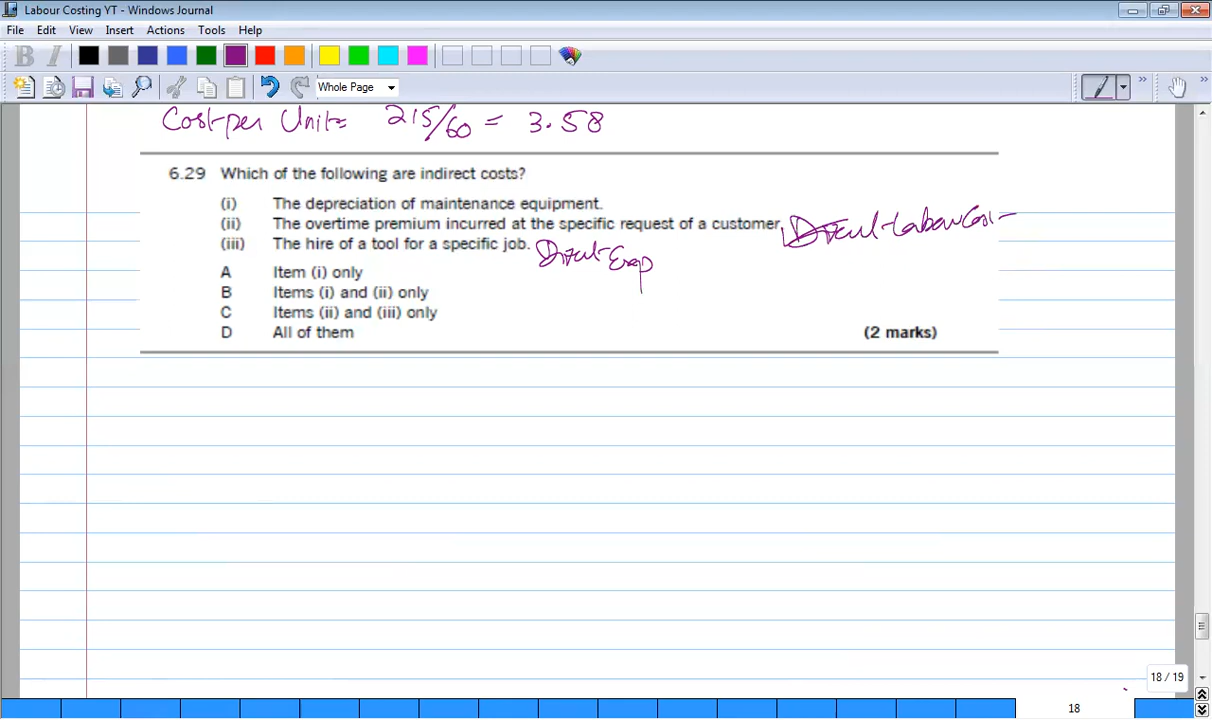 Labour Costing YT - Windows Journal
File Edit View Insert Actions Tools Help
B I
Whole Page
Cost per Unit = 215/60 = 3.58
6.29 Which of the following are indirect costs?
(i) The depreciation of maintenance equipment.
(ii) The overtime premium incurred at the specific request of a customer. Direct Labour Cost
(iii) The hire of a tool for a specific job. Direct Exp
A Item (i) only
B Items (i) and (ii) only
C Items (ii) and (iii) only
D All of them (2 marks)
18 / 19
18